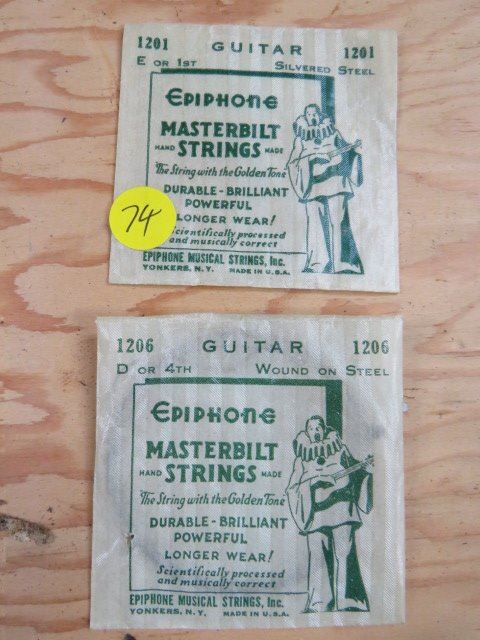 1201 GUITAR 1201
E OR 1ST SILVERED STEEL
EPIPHONE
MASTERBILT
HAND STRINGS MADE
The String with the Golden Tone
DURABLE - BRILLIANT
POWERFUL
LONGER WEAR!
Scientifically processed
and musically correct
EPIPHONE MUSICAL STRINGS, Inc.
YONKERS, N.Y. MADE IN U.S.A.
74
1206 GUITAR 1206
D OR 4TH WOUND ON STEEL
EPIPHONE
MASTERBILT
HAND STRINGS MADE
The String with the Golden Tone
DURABLE - BRILLIANT
POWERFUL
LONGER WEAR!
Scientifically processed
and musically correct
EPIPHONE MUSICAL STRINGS, Inc.
YONKERS, N.Y. MADE IN U.S.A.